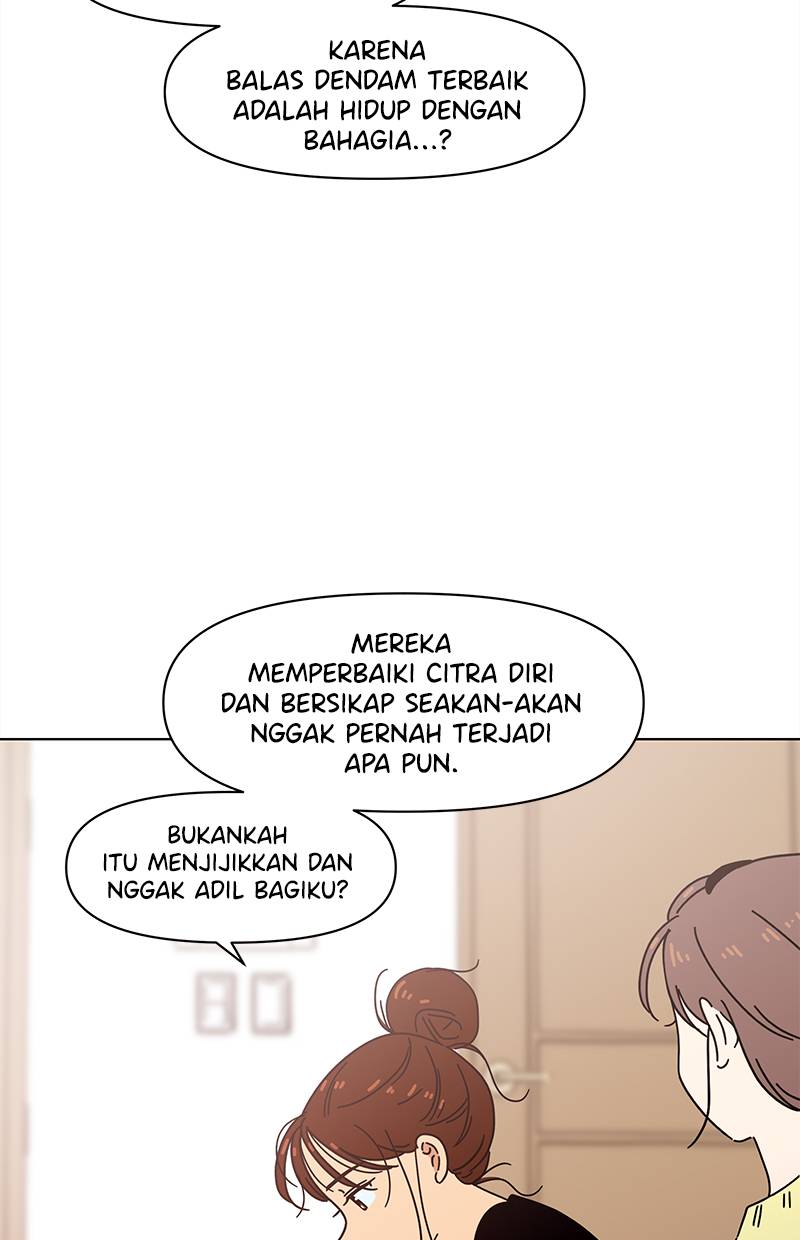 KARENA
BALAS DENDAM TERBAIK
ADALAH HIDUP DENGAN
BAHAGIA...?
MEREKA
MEMPERBAIKI CITRA DIRI
DAN BERSIKAP SEAKAN-AKAN
NGGAK PERNAH TERJADI
APA PUN.
BUKANKAH
ITU MENJIJIKKAN DAN
NGGAK ADIL BAGIKU?